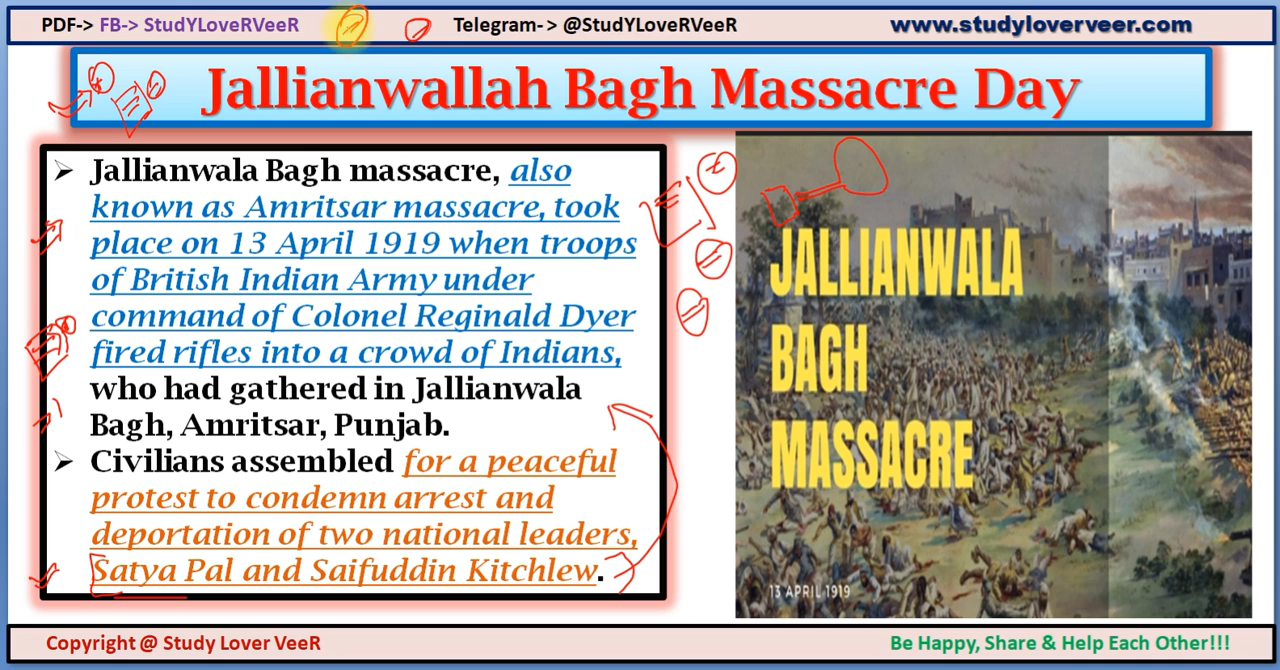 PDF-> FB-> StudYLoveRVeeR
Telegram-> @StudYLoveRVeeR
www.studyloverveer.com
Jallianwallah Bagh Massacre Day
➢ Jallianwala Bagh massacre, also
known as Amritsar massacre, took
place on 13 April 1919 when troops
of British Indian Army under
command of Colonel Reginald Dyer
fired rifles into a crowd of Indians,
who had gathered in Jallianwala
Bagh, Amritsar, Punjab.
➢ Civilians assembled for a peaceful
protest to condemn arrest and
deportation of two national leaders,
Satya Pal and Saifuddin Kitchlew.
JALLIANWALA
BAGH
MASSACRE
13 APRIL 1919
Copyright @ Study Lover VeeR
Be Happy, Share & Help Each Other!!!